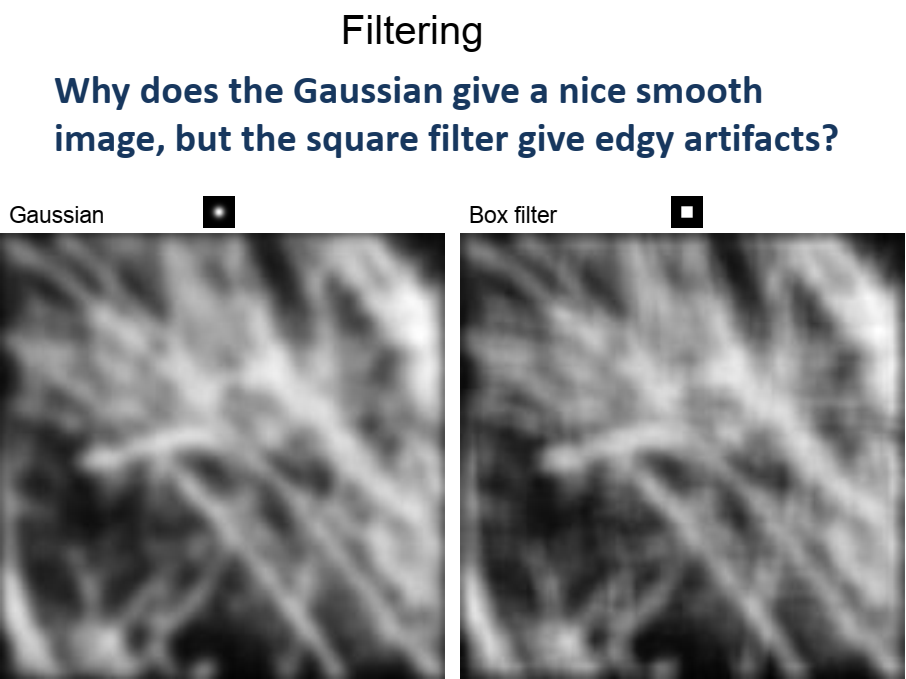 Filtering
Why does the Gaussian give a nice smooth
image, but the square filter give edgy artifacts?
Gaussian
Box filter